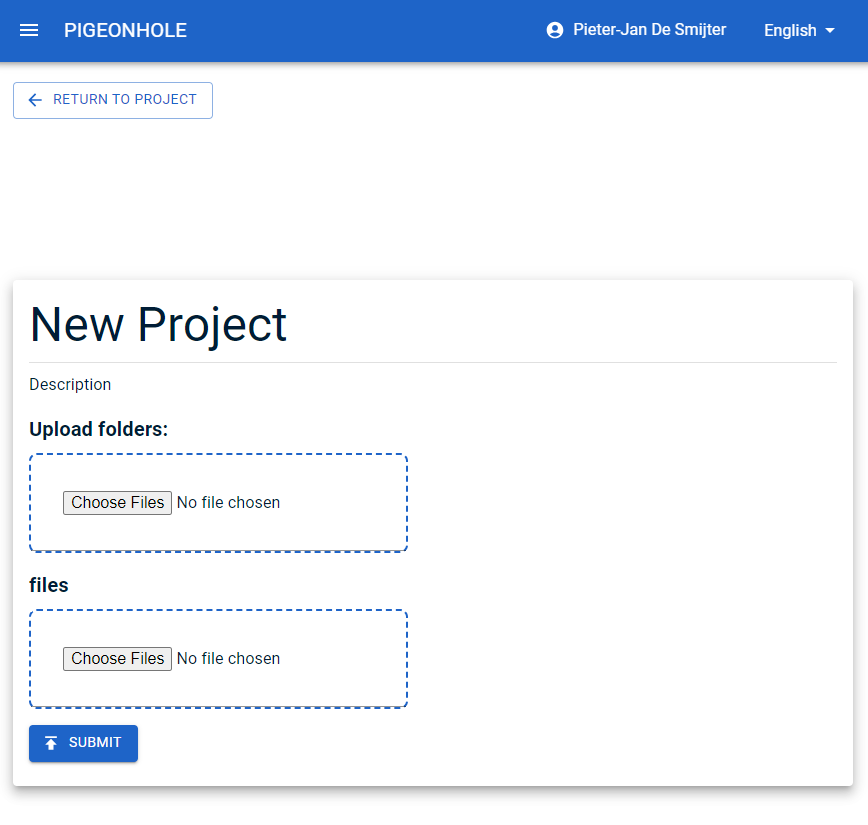 PIGEONHOLE
Pieter-Jan De Smijter
English
RETURN TO PROJECT
New Project
Description
Upload folders:
Choose Files No file chosen
files
Choose Files No file chosen
SUBMIT